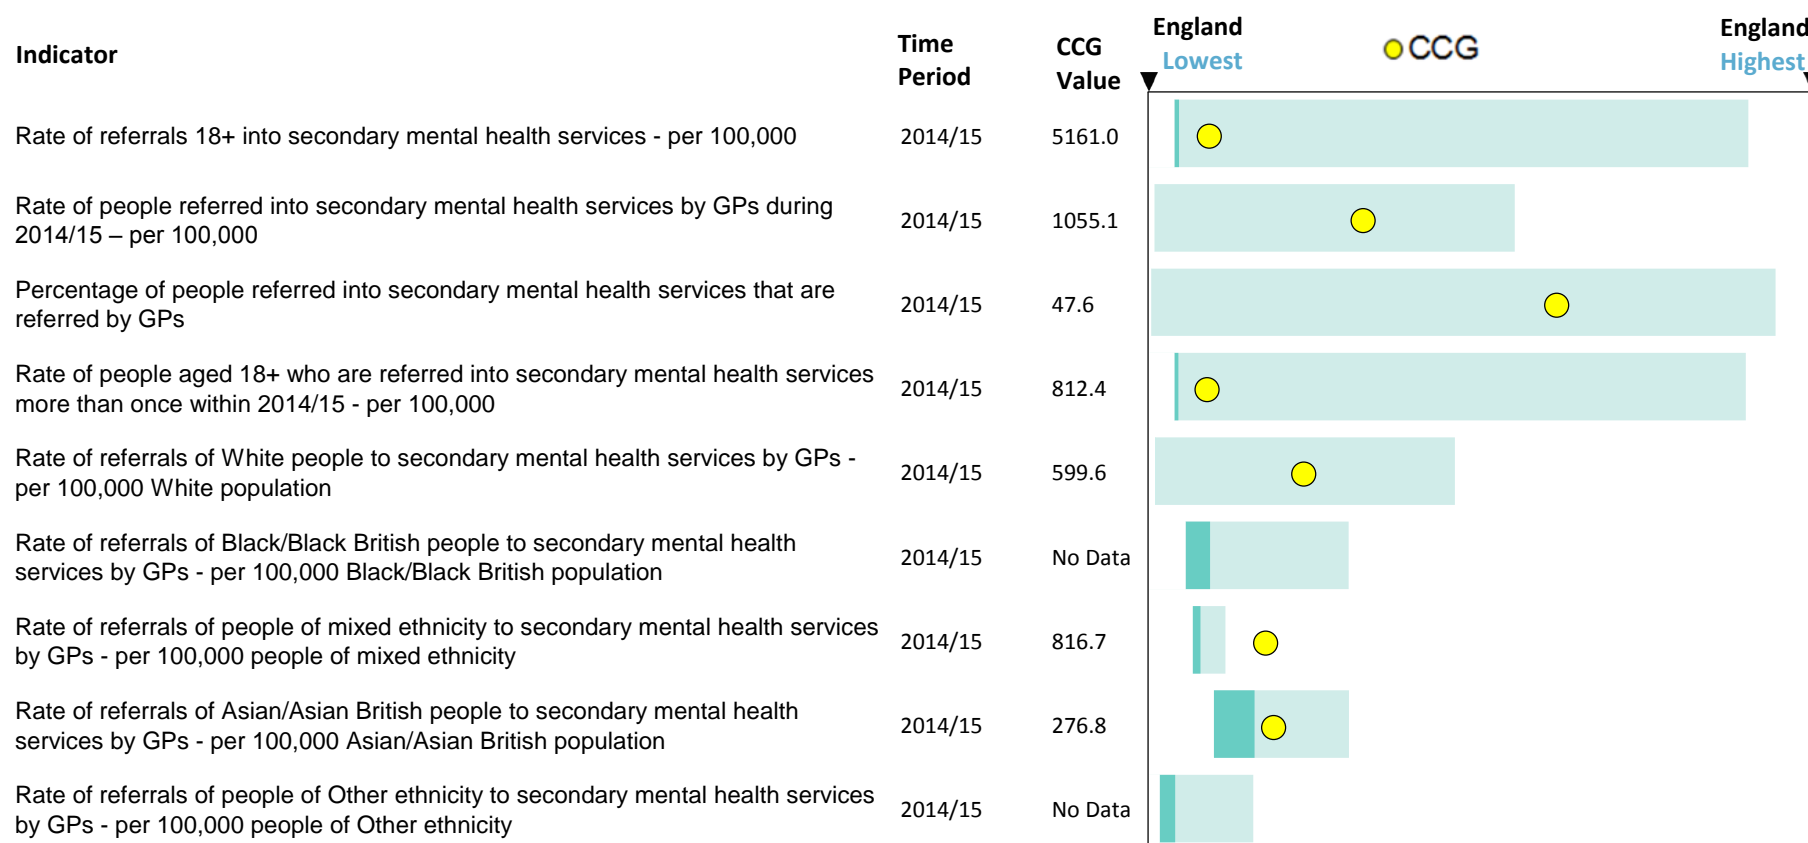 Indicator
Time
Period
CCG
Value
England
Lowest
CCG
England
Highest
Rate of referrals 18+ into secondary mental health services - per 100,000
2014/15
5161.0
Rate of people referred into secondary mental health services by GPs during
2014/15 – per 100,000
2014/15
1055.1
Percentage of people referred into secondary mental health services that are
referred by GPs
2014/15
47.6
Rate of people aged 18+ who are referred into secondary mental health services
more than once within 2014/15 - per 100,000
2014/15
812.4
Rate of referrals of White people to secondary mental health services by GPs -
per 100,000 White population
2014/15
599.6
Rate of referrals of Black/Black British people to secondary mental health
services by GPs - per 100,000 Black/Black British population
2014/15
No Data
Rate of referrals of people of mixed ethnicity to secondary mental health services
by GPs - per 100,000 people of mixed ethnicity
2014/15
816.7
Rate of referrals of Asian/Asian British people to secondary mental health
services by GPs - per 100,000 Asian/Asian British population
2014/15
276.8
Rate of referrals of people of Other ethnicity to secondary mental health services
by GPs - per 100,000 people of Other ethnicity
2014/15
No Data